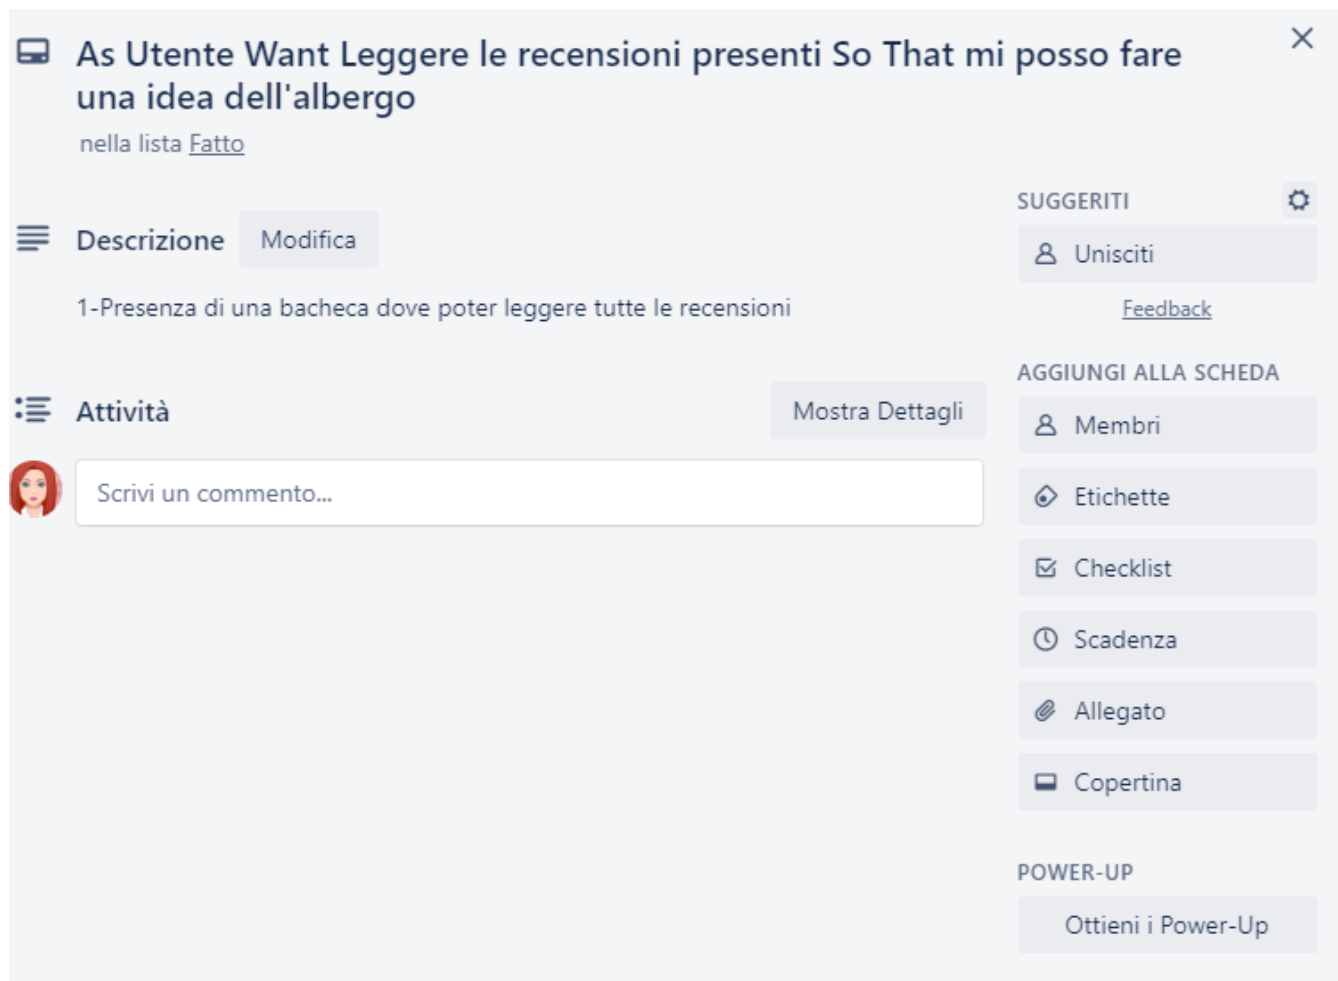 As Utente Want Leggere le recensioni presenti So That mi posso fare
una idea dell'albergo
nella lista Fatto
Descrizione
Modifica
1-Presenza di una bacheca dove poter leggere tutte le recensioni
Attività
Mostra Dettagli
Scrivi un commento...
SUGGERITI
Unisciti
Feedback
AGGIUNGI ALLA SCHEDA
Membri
Etichette
Checklist
Scadenza
Allegato
Copertina
POWER-UP
Ottieni i Power-Up